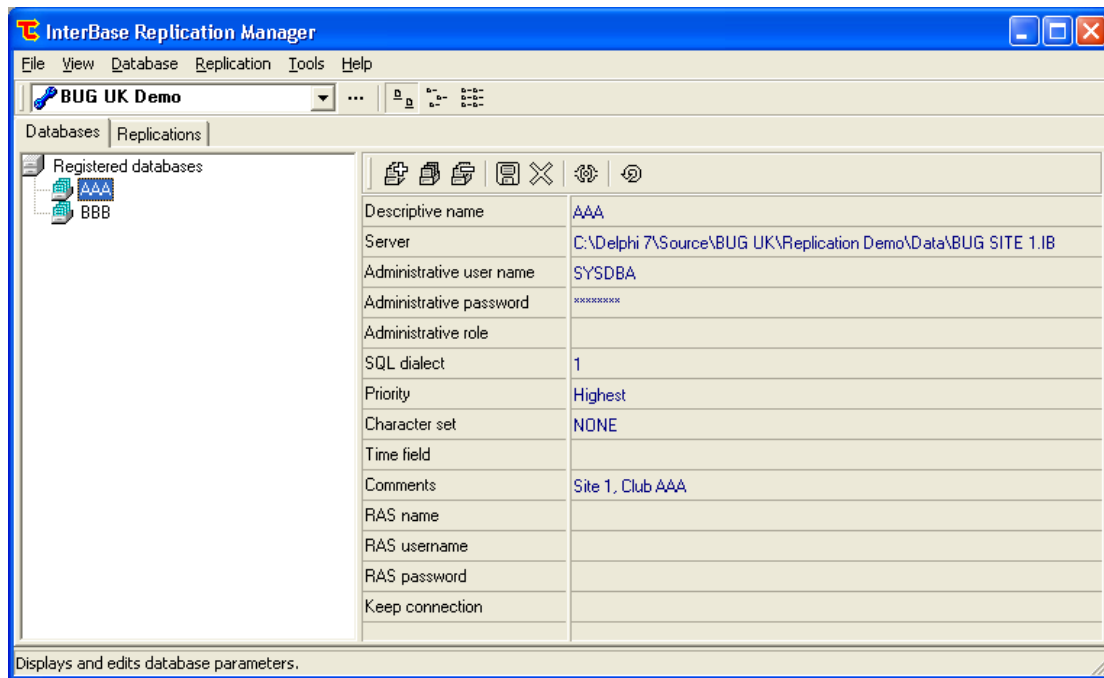 InterBase Replication Manager
File View Database Replication Tools Help
BUG UK Demo ...
Databases Replications
Registered databases
AAA
BBB
Descriptive name AAA
Server C:\Delphi 7\Source\BUG UK\Replication Demo\Data\BUG SITE 1.IB
Administrative user name SYSDBA
Administrative password ********
Administrative role
SQL dialect 1
Priority Highest
Character set NONE
Time field
Comments Site 1, Club AAA
RAS name
RAS username
RAS password
Keep connection
Displays and edits database parameters.